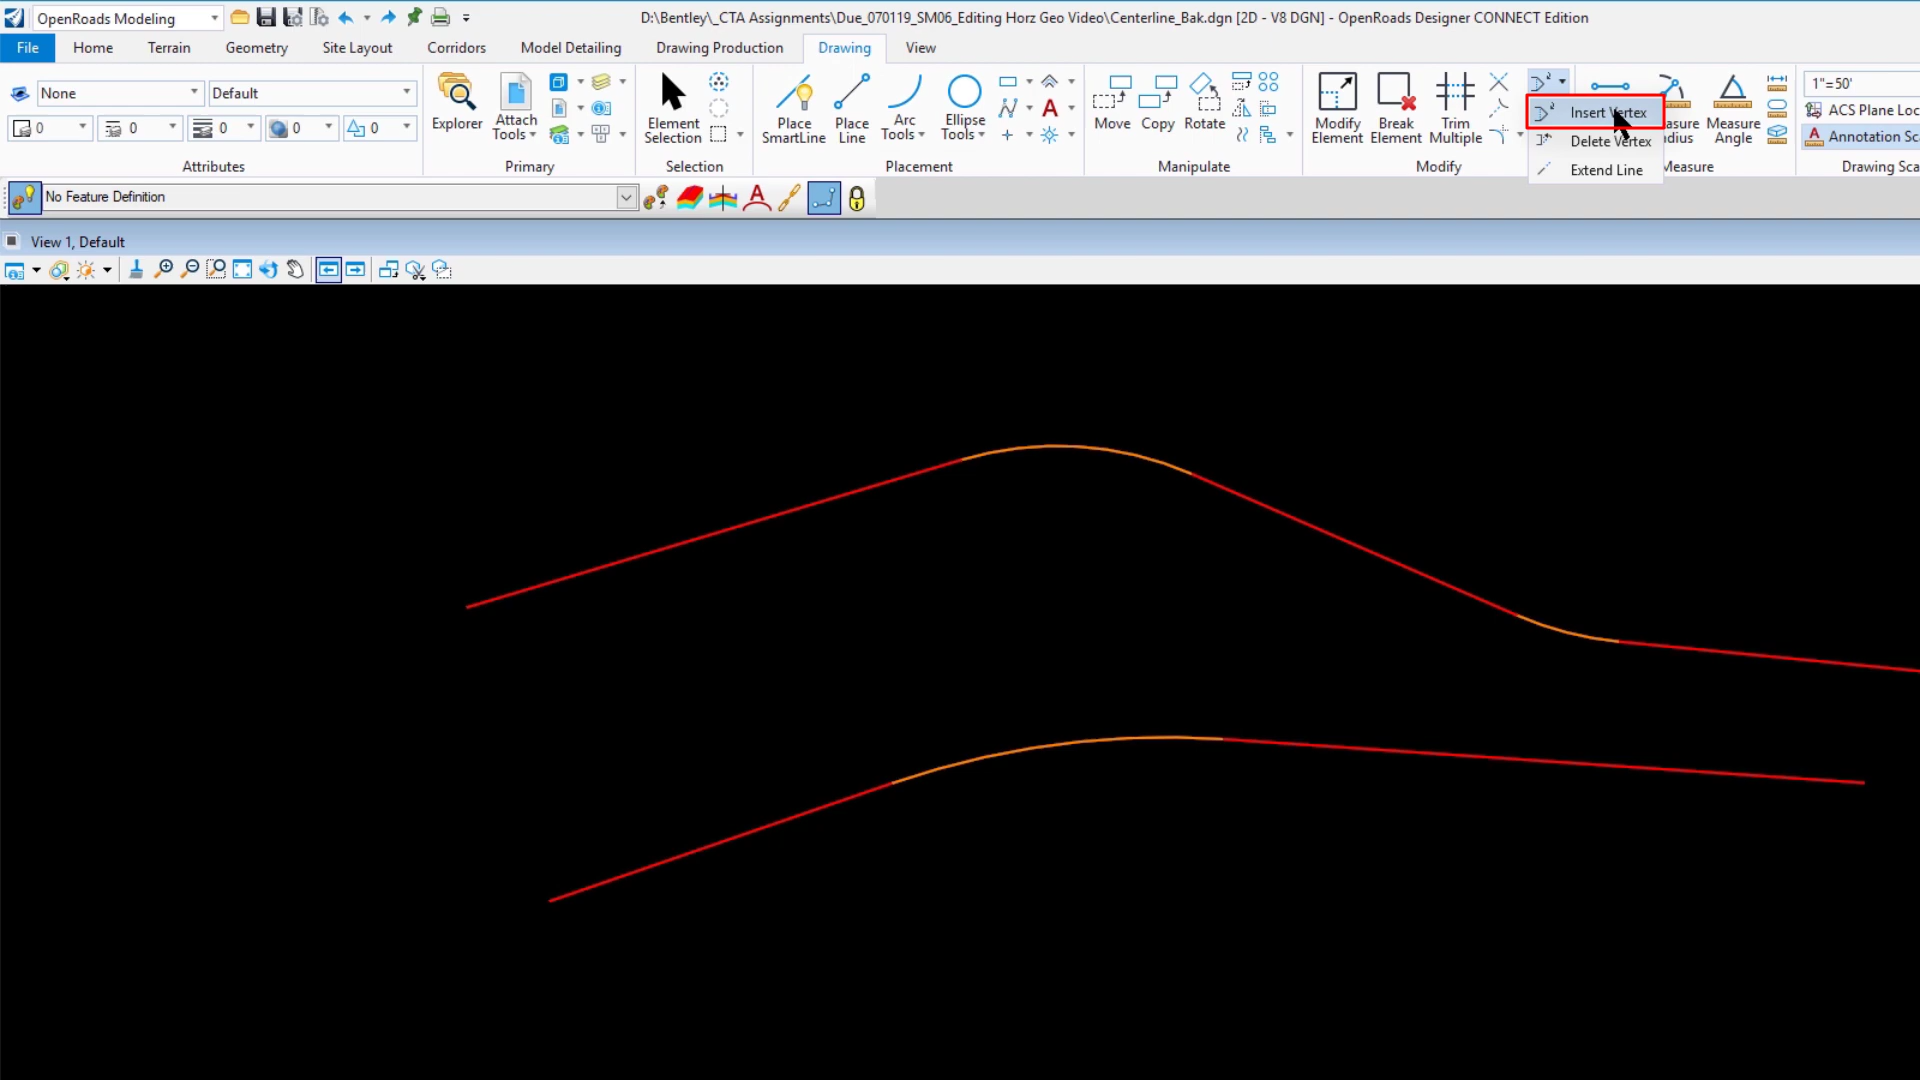 OpenRoads Modeling
D:\Bentley\_CTA Assignments\Due_070119_SM06_Editing Horz Geo Video\Centerline_Bak.dgn [2D - V8 DGN] - OpenRoads Designer CONNECT Edition
File Home Terrain Geometry Site Layout Corridors Model Detailing Drawing Production Drawing View
None Default
0 0 0 0 0
Attributes
Explorer
Attach Tools
Primary
Element Selection
Selection
Place SmartLine
Place Line
Arc Tools
Ellipse Tools
Placement
Move Copy Rotate
Manipulate
Modify Element
Break Element
Trim Multiple
Modify
Insert Vertex
Delete Vertex
Extend Line
asure
dius
Measure Angle
Measure
1"=50'
ACS Plane Loc
Annotation Sca
Drawing Sca
No Feature Definition
View 1, Default